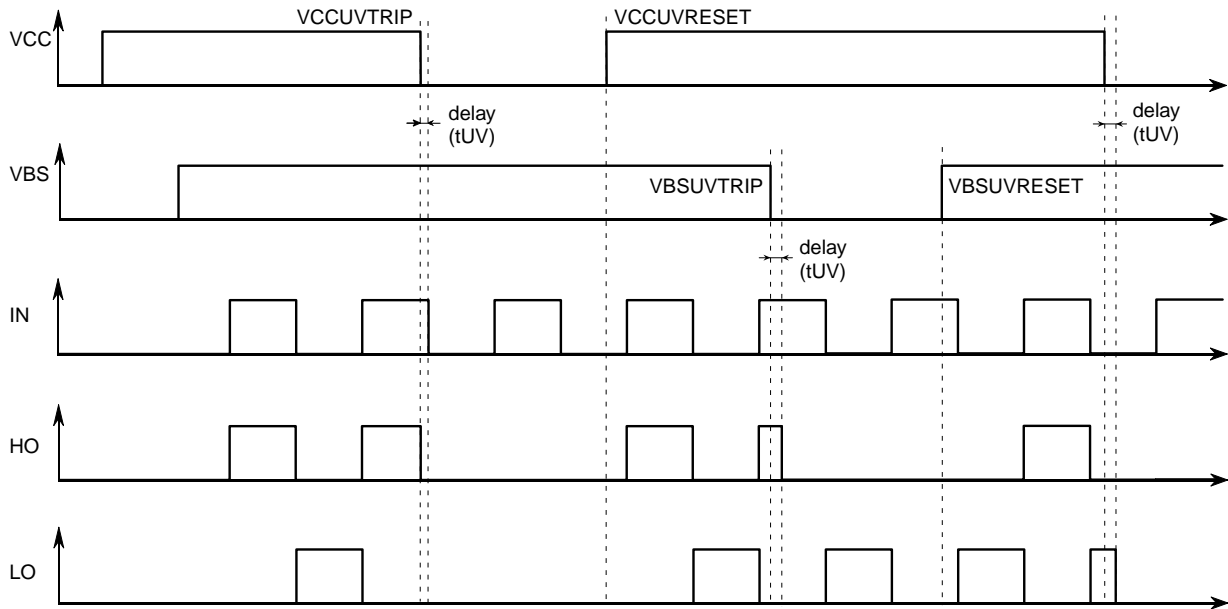 VCCUVTRIP
VCCUVRESET
VCC
delay
(tUV)
delay
(tUV)
VBS
VBSUVTRIP
VBSUVRESET
delay
(tUV)
IN
HO
LO